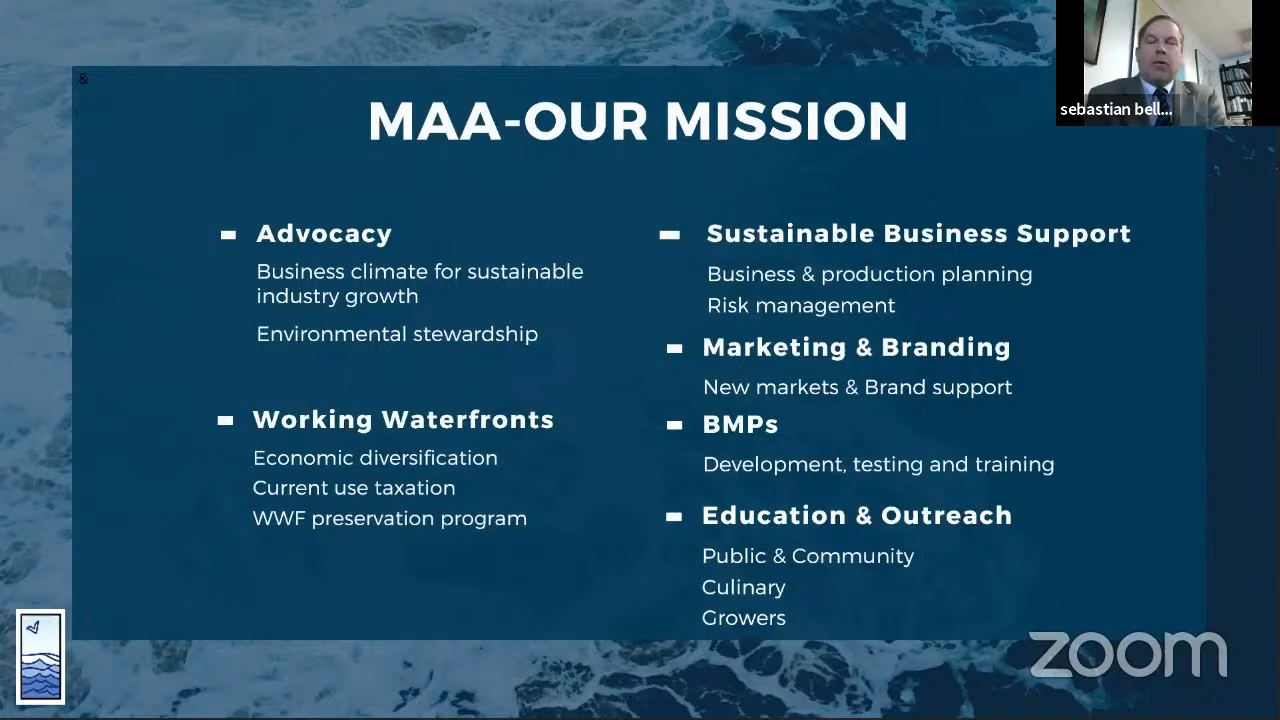 &
MAA-OUR MISSION
sebastian bell...
Advocacy
Business climate for sustainable
industry growth
Environmental stewardship
Working Waterfronts
Economic diversification
Current use taxation
WWF preservation program
Sustainable Business Support
Business & production planning
Risk management
Marketing & Branding
New markets & Brand support
BMPs
Development, testing and training
Education & Outreach
Public & Community
Culinary
Growers
zoom